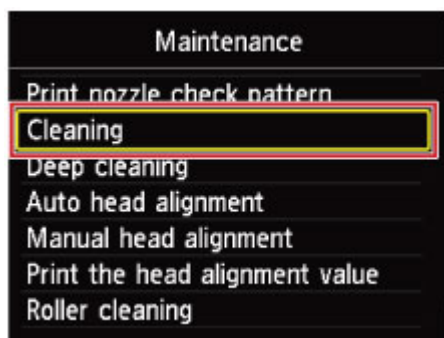 Maintenance
Print nozzle check pattern
Cleaning
Deep cleaning
Auto head alignment
Manual head alignment
Print the head alignment value
Roller cleaning